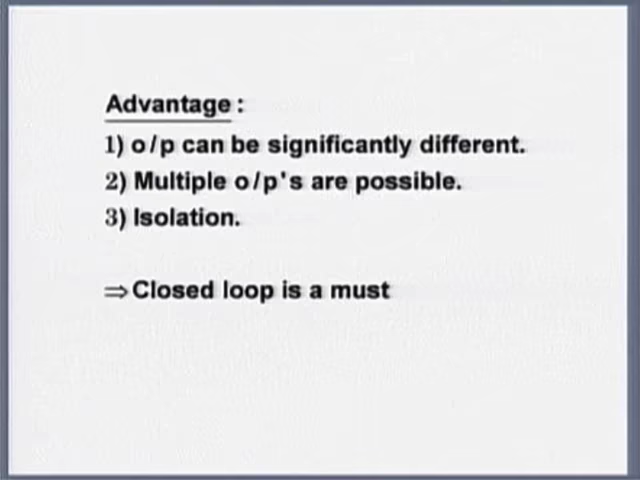 Advantage :
1) o/p can be significantly different.
2) Multiple o/p's are possible.
3) Isolation.
⇒ Closed loop is a must